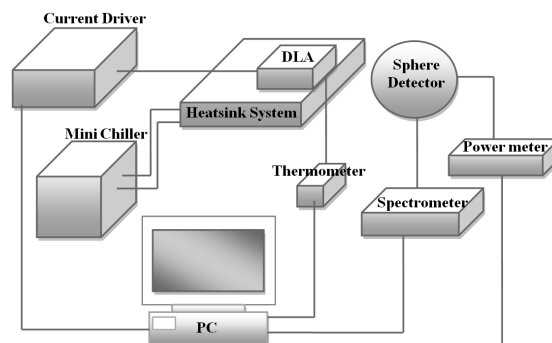 Current Driver
DLA
Sphere
Detector
Heatsink System
Mini Chiller
Power meter
Thermometer
Spectrometer
PC